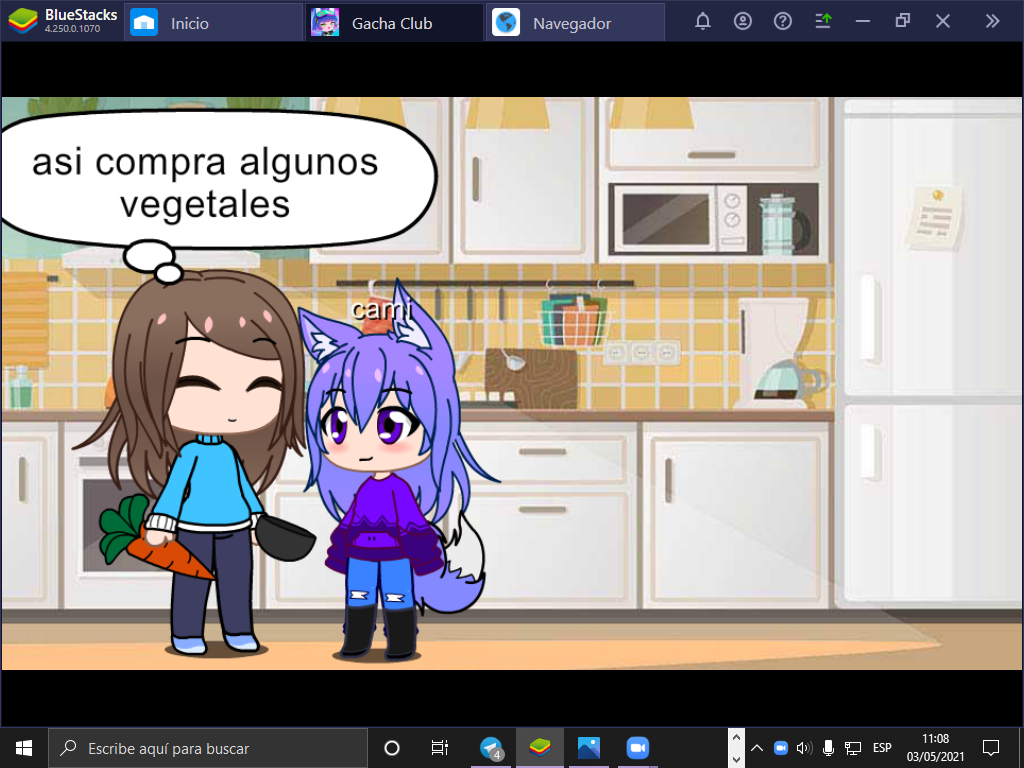 BlueStacks
4.250.0.1070
Inicio
Gacha Club
Navegador
asi compra algunos
vegetales
cami
Escribe aquí para buscar
4
ESP
11:08
03/05/2021